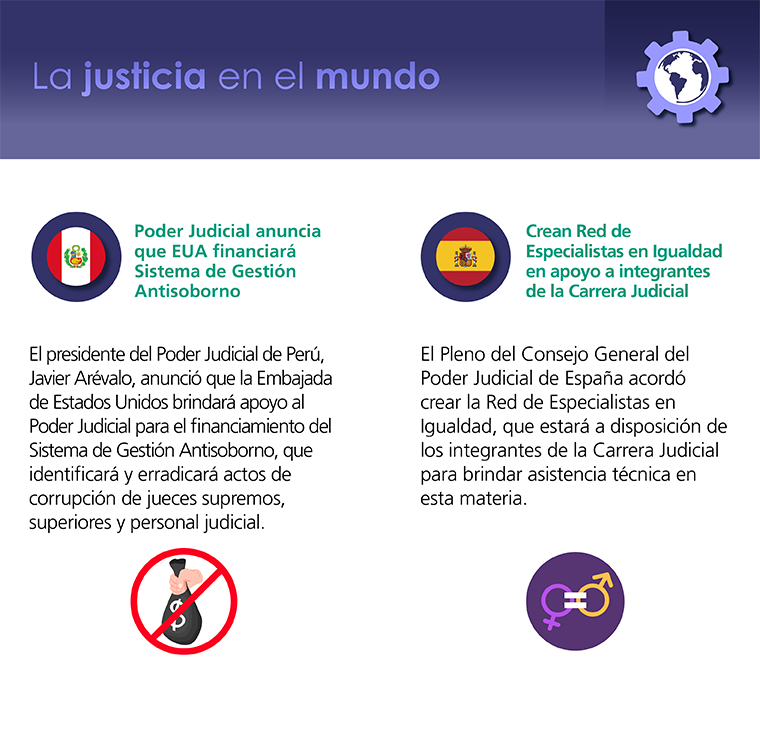 La justicia en el mundo
Poder Judicial anuncia
que EUA financiará
Sistema de Gestión
Antisoborno
El presidente del Poder Judicial de Perú,
Javier Arévalo, anunció que la Embajada
de Estados Unidos brindará apoyo al
Poder Judicial para el financiamiento del
Sistema de Gestión Antisoborno, que
identificará y erradicará actos de
corrupción de jueces supremos,
superiores y personal judicial.
$
Crean Red de
Especialistas en Igualdad
en apoyo a integrantes
de la Carrera Judicial
El Pleno del Consejo General del
Poder Judicial de España acordó
crear la Red de Especialistas en
Igualdad, que estará a disposición de
los integrantes de la Carrera Judicial
para brindar asistencia técnica en
esta materia.